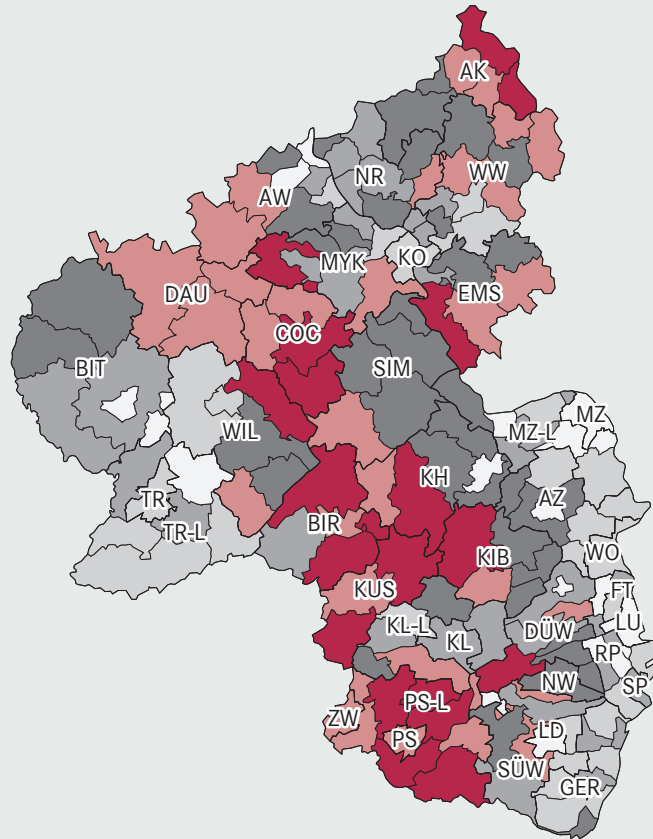 AK
NR
WW
AW
KO
MYK
EMS
DAU
COC
SIM
BIT
WIL
MZ
MZ-L
KH
AZ
TR
TR-L
BIR
WO
KIB
KUS
FT
LU
KL-L
KL
DÜW
RP
NW
SP
PS-L
ZW
PS
LD
SÜW
GER